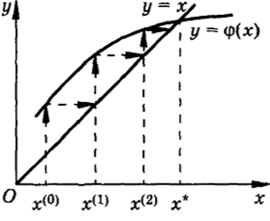 y
y = x
y = φ(x)
O
x⁽⁰⁾
x⁽¹⁾
x⁽²⁾
x*
x